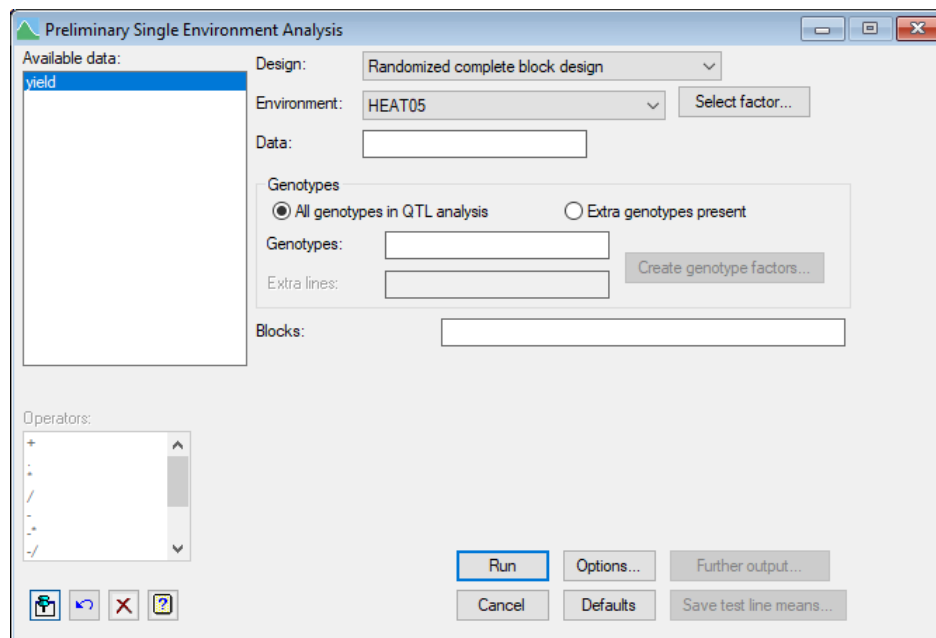 Preliminary Single Environment Analysis
Available data:
yield
Design:
Randomized complete block design
Environment:
HEAT05
Select factor...
Data:
Genotypes
All genotypes in QTL analysis
Extra genotypes present
Genotypes:
Create genotype factors...
Extra lines:
Blocks:
Operators:
+
.
*
/
-
-*
-/
Run
Options...
Further output...
Cancel
Defaults
Save test line means...